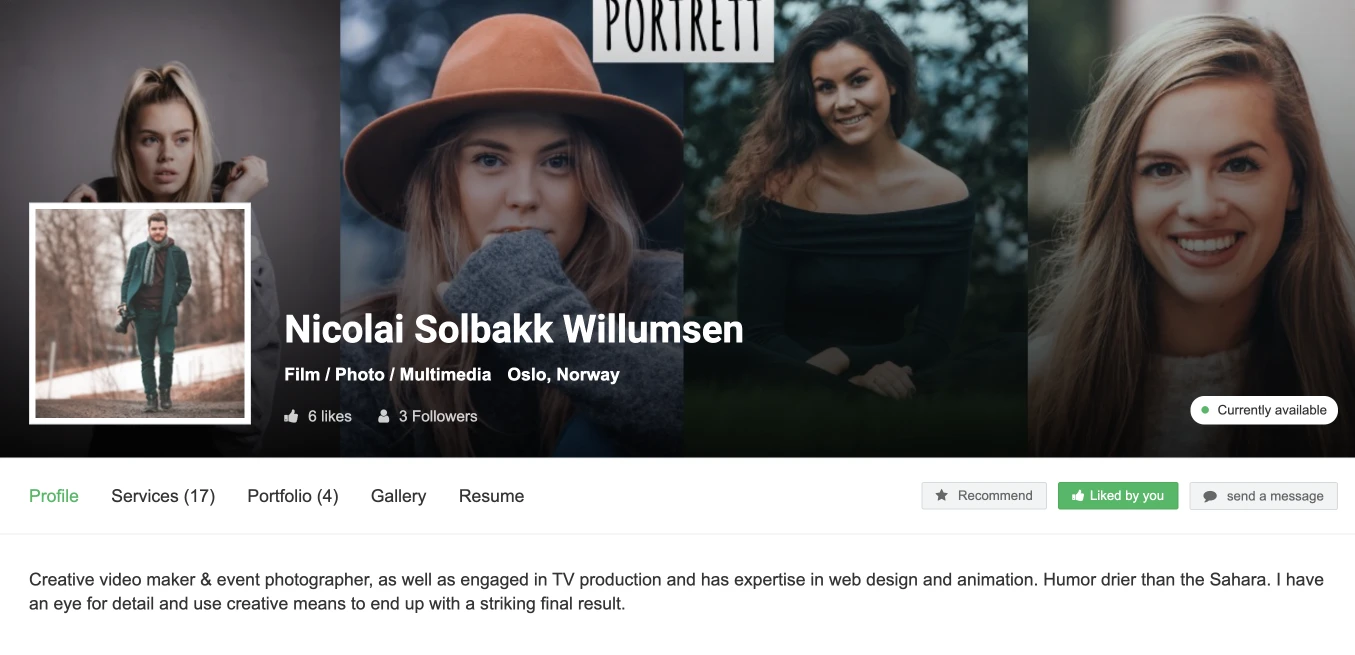 PORTRETT
Nicolai Solbakk Willumsen
Film / Photo / Multimedia Oslo, Norway
6 likes 3 Followers
Currently available
Profile Services (17) Portfolio (4) Gallery Resume Recommend Liked by you send a message
Creative video maker & event photographer, as well as engaged in TV production and has expertise in web design and animation. Humor drier than the Sahara. I have
an eye for detail and use creative means to end up with a striking final result.